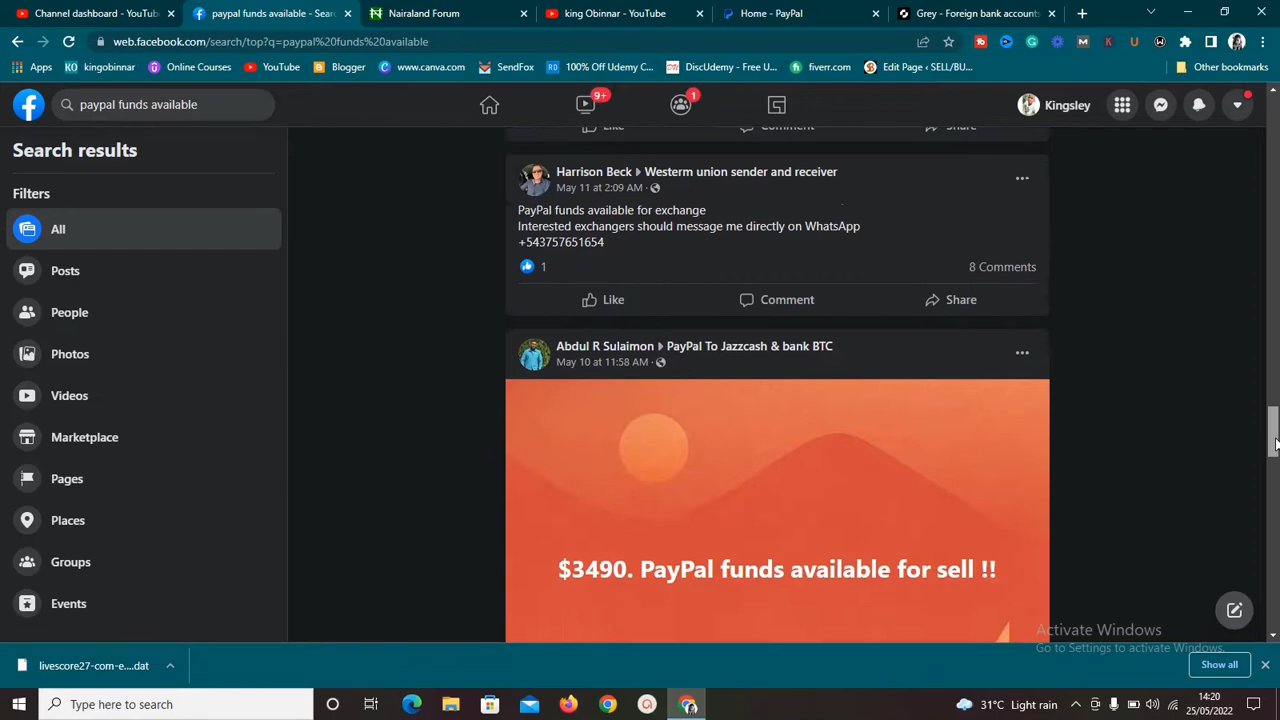 Channel dashboard - YouTub
paypal funds available - Sear
Nairaland Forum
king Obinnar - YouTube
Home - PayPal
Grey - Foreign bank account
web.facebook.com/search/top?q=paypal%20funds%20available
Apps
kingobinnar
Online Courses
YouTube
Blogger
www.canva.com
SendFox
100% Off Udemy C...
DiscUdemy - Free U...
fiverr.com
Edit Page ‹ SELL/BU...
Other bookmarks
paypal funds available
9+
1
Kingsley
Search results
Filters
All
Posts
People
Photos
Videos
Marketplace
Pages
Places
Groups
Events
Like
Comment
Share
Harrison Beck
Westerm union sender and receiver
May 11 at 2:09 AM
PayPal funds available for exchange
Interested exchangers should message me directly on WhatsApp
+543757651654
1
8 Comments
Like
Comment
Share
Abdul R Sulaimon
PayPal To Jazzcash & bank BTC
May 10 at 11:58 AM
$3490. PayPal funds available for sell !!
Activate Windows
Go to Settings to activate Windows.
livescore27-com-e....dat
Show all
Type here to search
31°C Light rain
14:20
25/05/2022